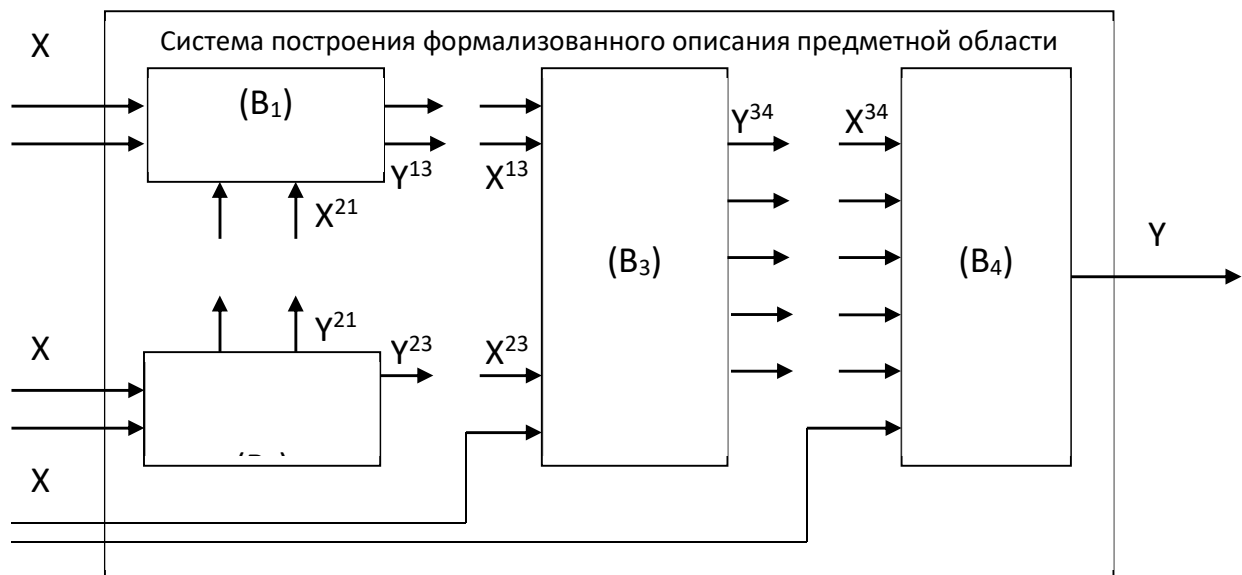 X
Система построения формализованного описания предметной области
(B₁)
Y³⁴ X³⁴
Y¹³ X¹³
X²¹
Y
(B₃)
(B₄)
Y²¹
X
Y²³ X²³
X